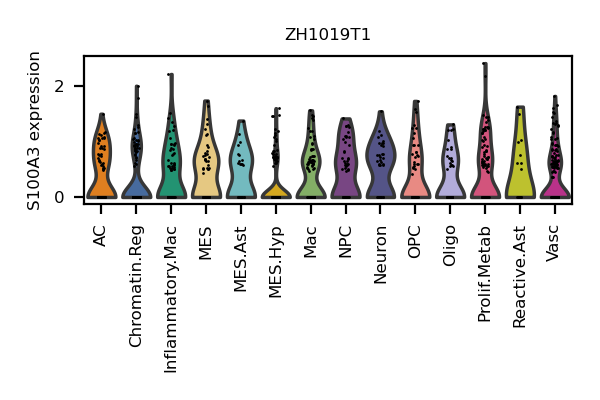 ZH1019T1
S100A3 expression
2
0
AC
Chromatin.Reg
Inflammatory.Mac
MES
MES.Ast
MES.Hyp
Mac
NPC
Neuron
OPC
Oligo
Prolif.Metab
Reactive.Ast
Vasc